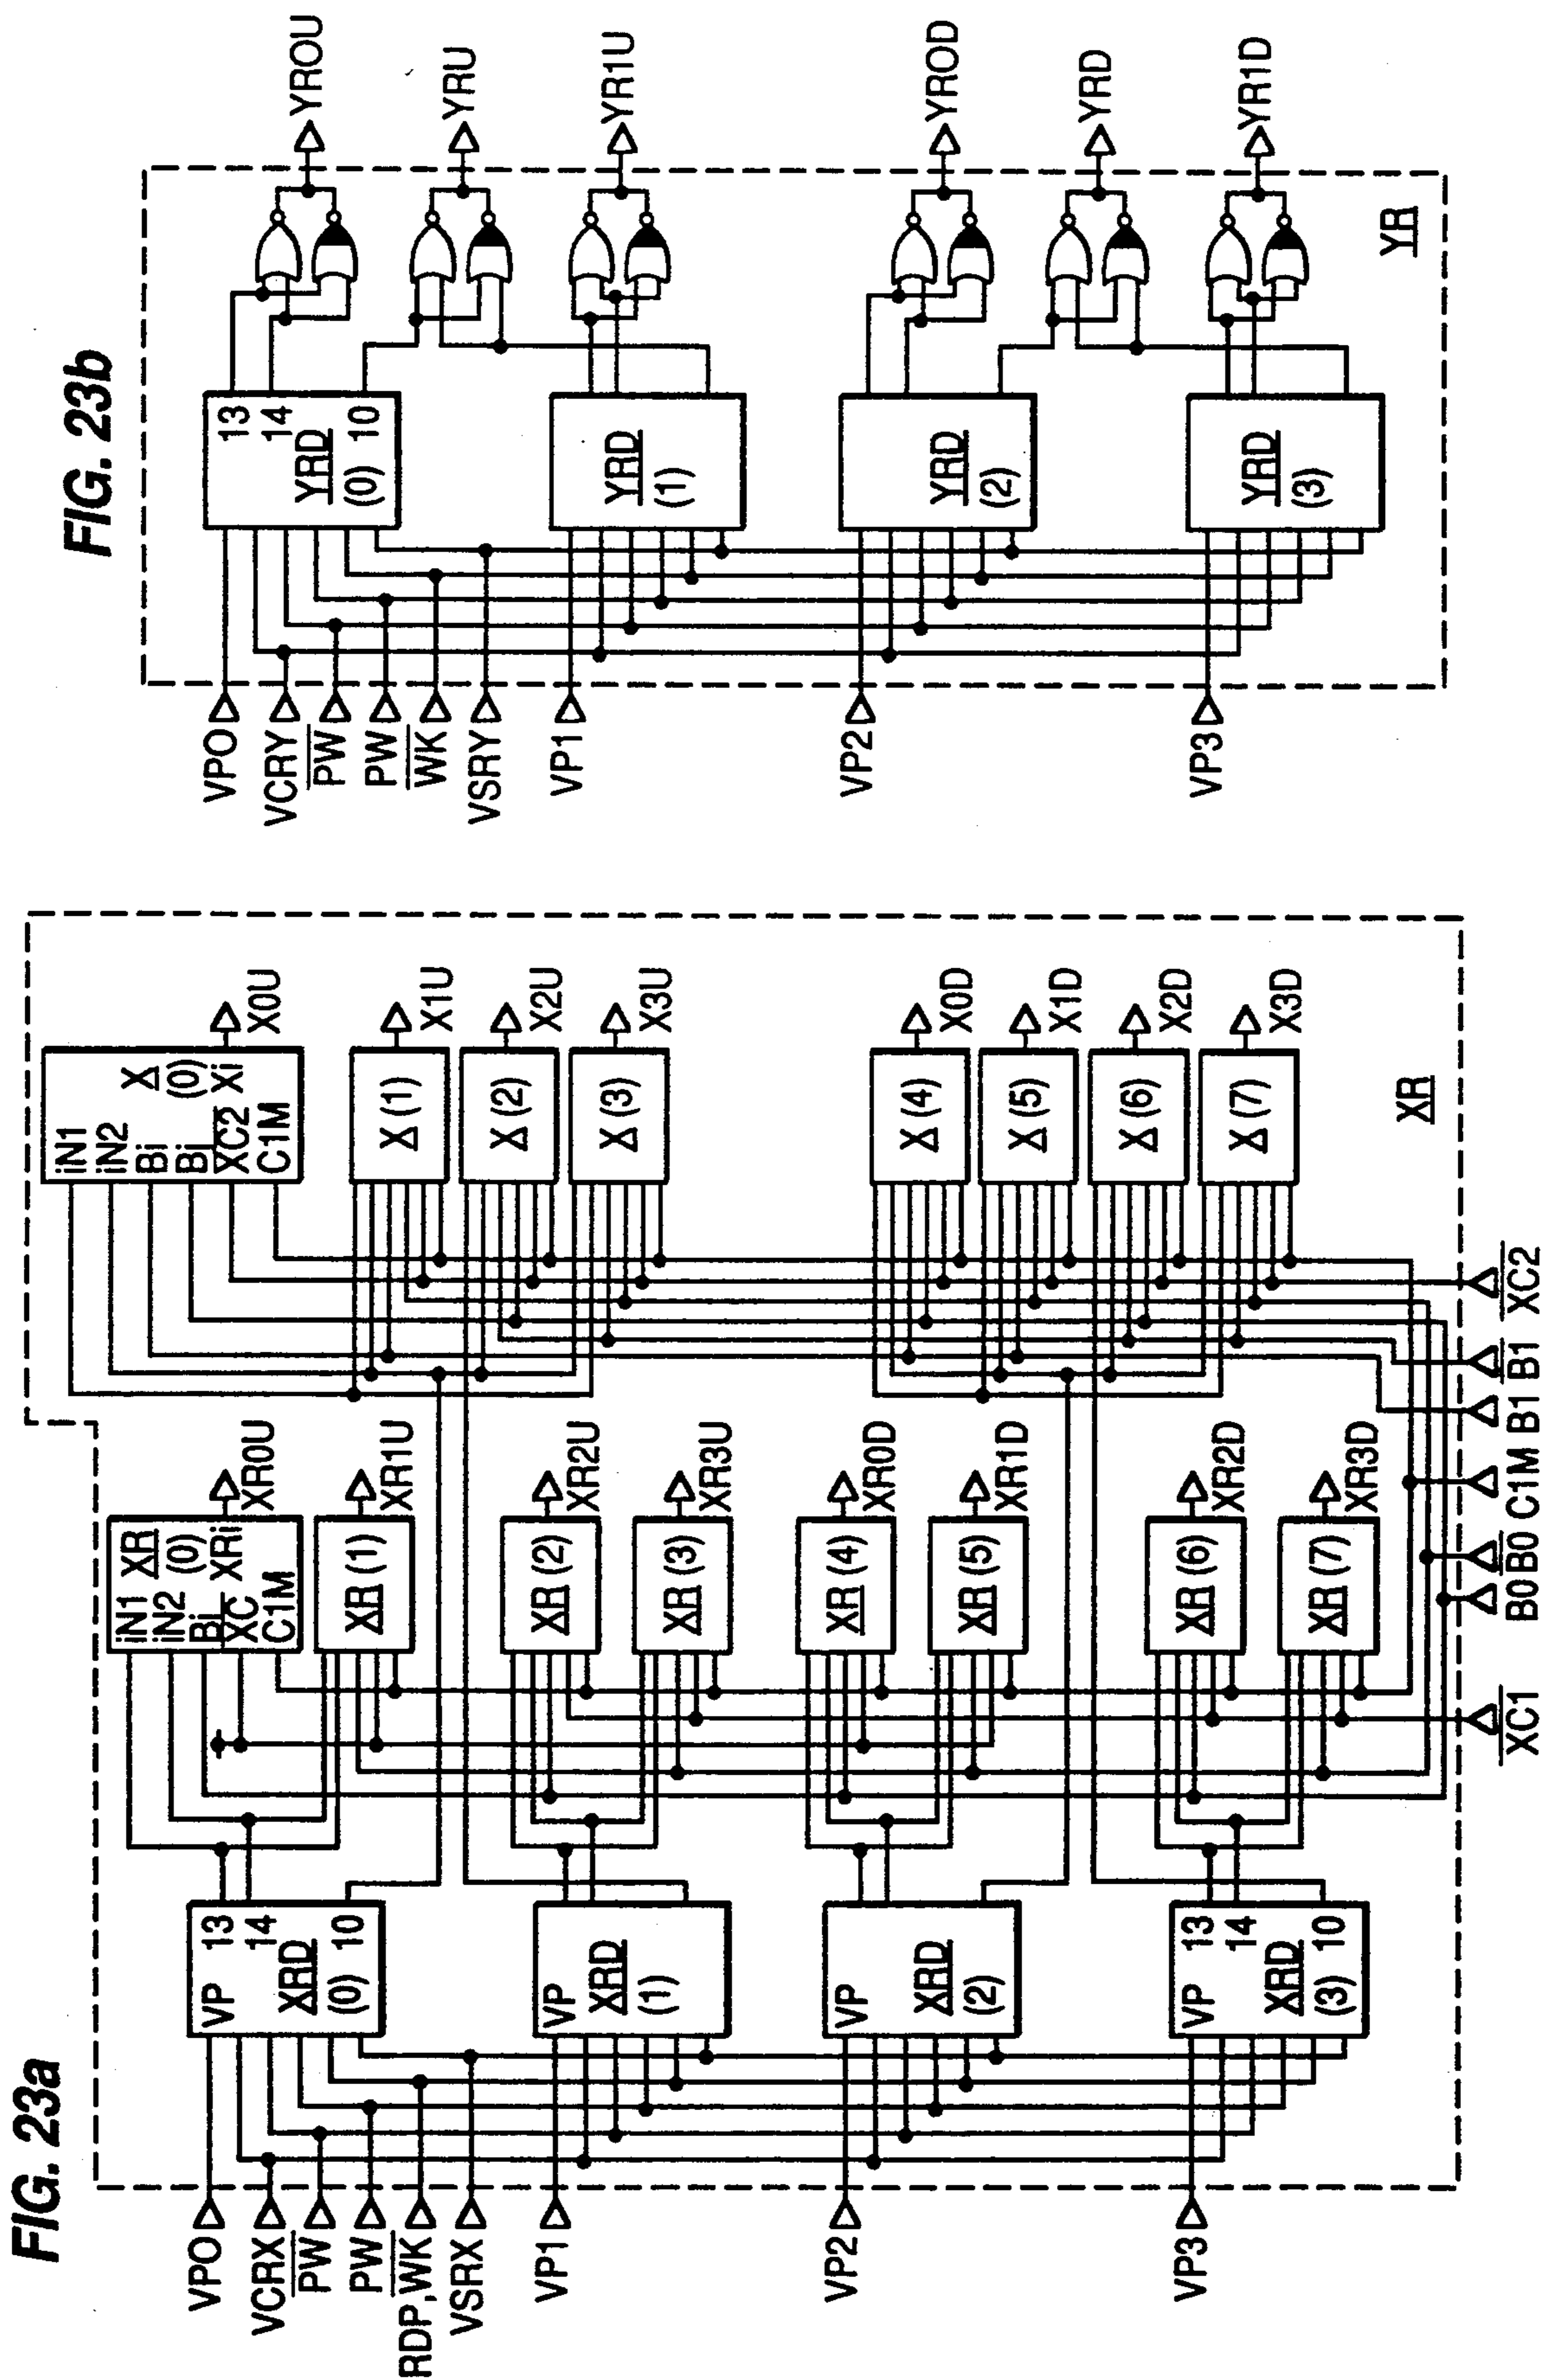 FIG. 23a
VPO
VCRX
PW
PW
RDP,WK
VSRX
VP1
VP2
VP3
VP 13
14
XRD
(0) 10
VP
XRD
(1)
VP
XRD
(2)
VP 13
14
XRD
(3) 10
iN1 XR
iN2 (0)
Bi XRi
XC
C1M
XR0U
XR (1)
XR1U
XR (2)
XR2U
XR (3)
XR3U
XR (4)
XR0D
XR (5)
XR1D
XR (6)
XR2D
XR (7)
XR3D
iN1
iN2
Bi X
Bj (0)
XC2 Xi
C1M
X0U
X (1)
X1U
X (2)
X2U
X (3)
X3U
X (4)
X0D
X (5)
X1D
X (6)
X2D
X (7)
X3D
XR
XC1
B0
B0
C1M
B1
B1
XC2
FIG. 23b
VPO
VCRY
PW
PW
WK
VSRY
VP1
VP2
VP3
13
14
YRD
(0) 10
YRD
(1)
YRD
(2)
YRD
(3)
YROU
YRU
YR1U
YROD
YRD
YR1D
YR